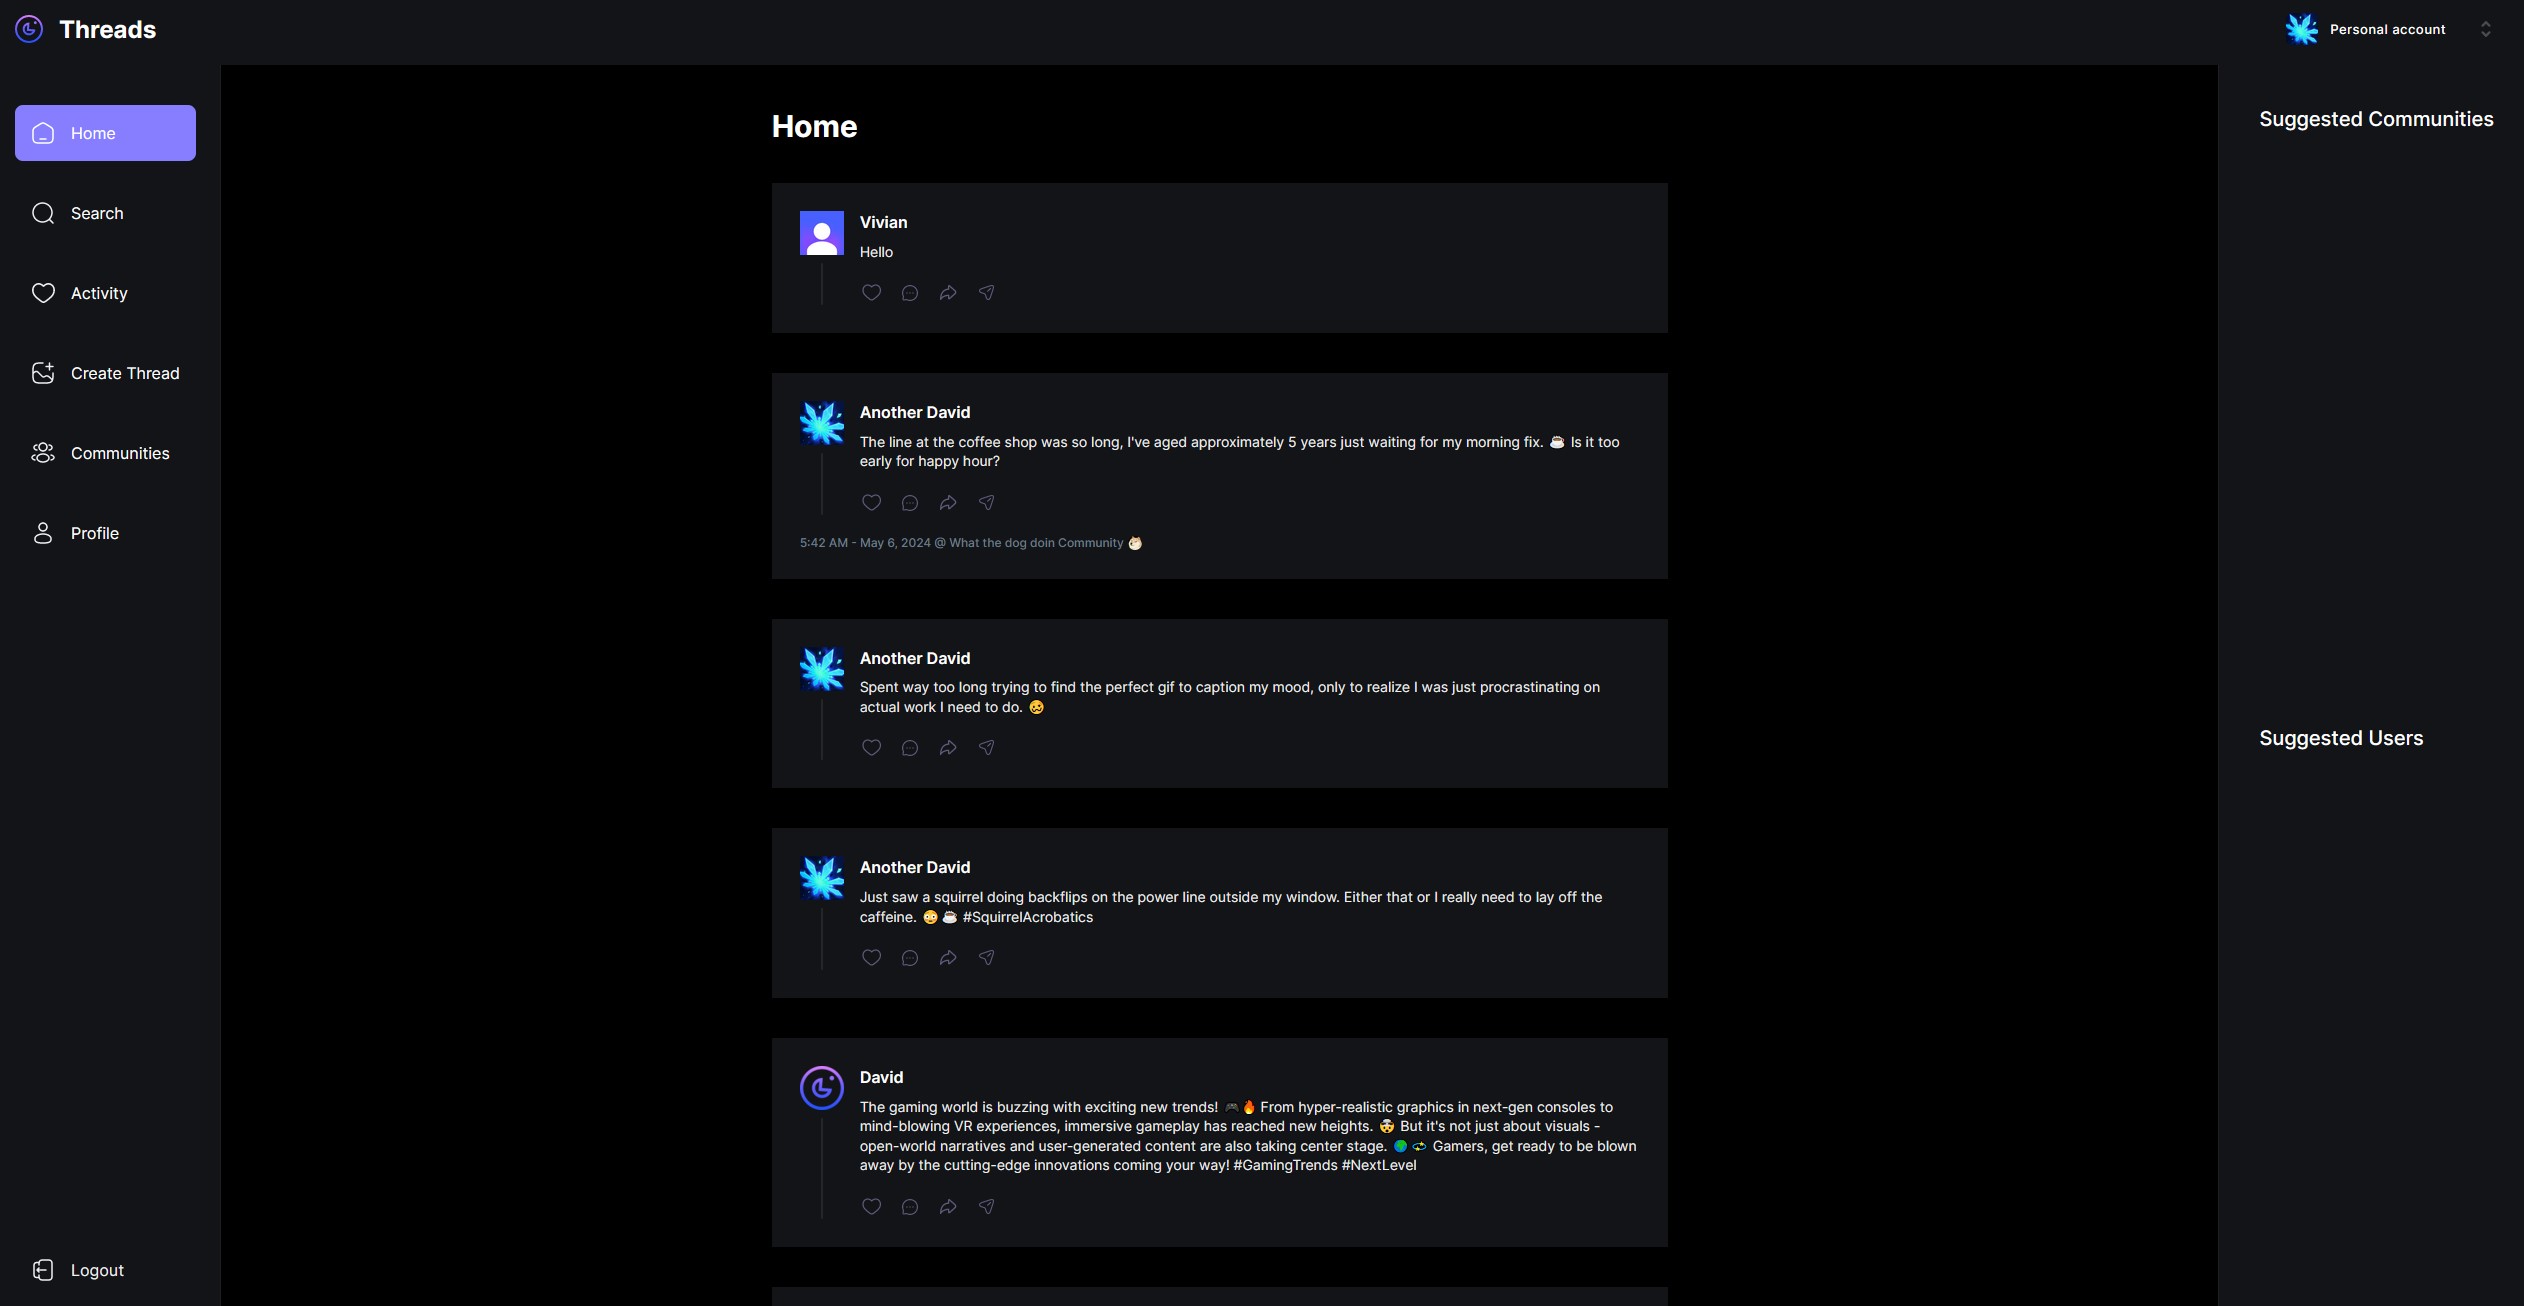 Threads
Personal account
Home
Search
Activity
Create Thread
Communities
Profile
Logout
Home
Vivian
Hello
Another David
The line at the coffee shop was so long, I've aged approximately 5 years just waiting for my morning fix. ☕ Is it too
early for happy hour?
5:42 AM - May 6, 2024 @ What the dog doin Community
Another David
Spent way too long trying to find the perfect gif to caption my mood, only to realize I was just procrastinating on
actual work I need to do. 🥴
Another David
Just saw a squirrel doing backflips on the power line outside my window. Either that or I really need to lay off the
caffeine. 😳☕ #SquirrelAcrobatics
David
The gaming world is buzzing with exciting new trends! 🎮🔥 From hyper-realistic graphics in next-gen consoles to
mind-blowing VR experiences, immersive gameplay has reached new heights. 🤯 But it's not just about visuals -
open-world narratives and user-generated content are also taking center stage. 🌍💫 Gamers, get ready to be blown
away by the cutting-edge innovations coming your way! #GamingTrends #NextLevel
Suggested Communities
Suggested Users